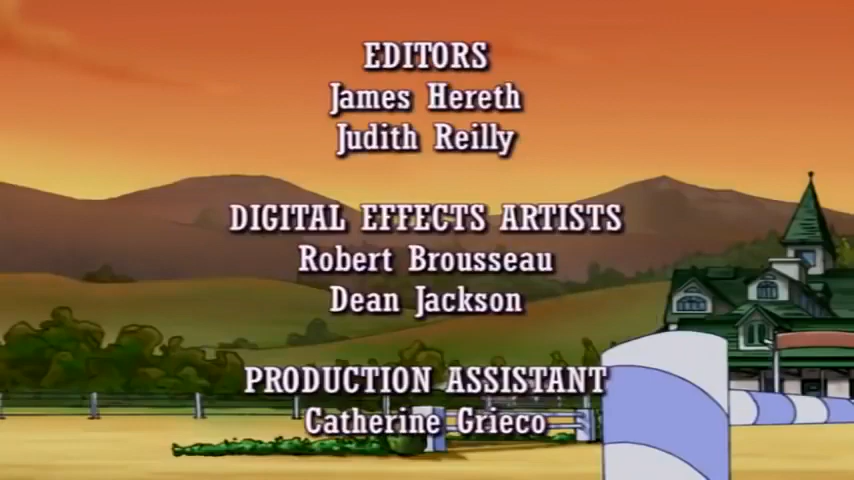 EDITORS
James Hereth
Judith Reilly
DIGITAL EFFECTS ARTISTS
Robert Brousseau
Dean Jackson
PRODUCTION ASSISTANT
Catherine Grieco